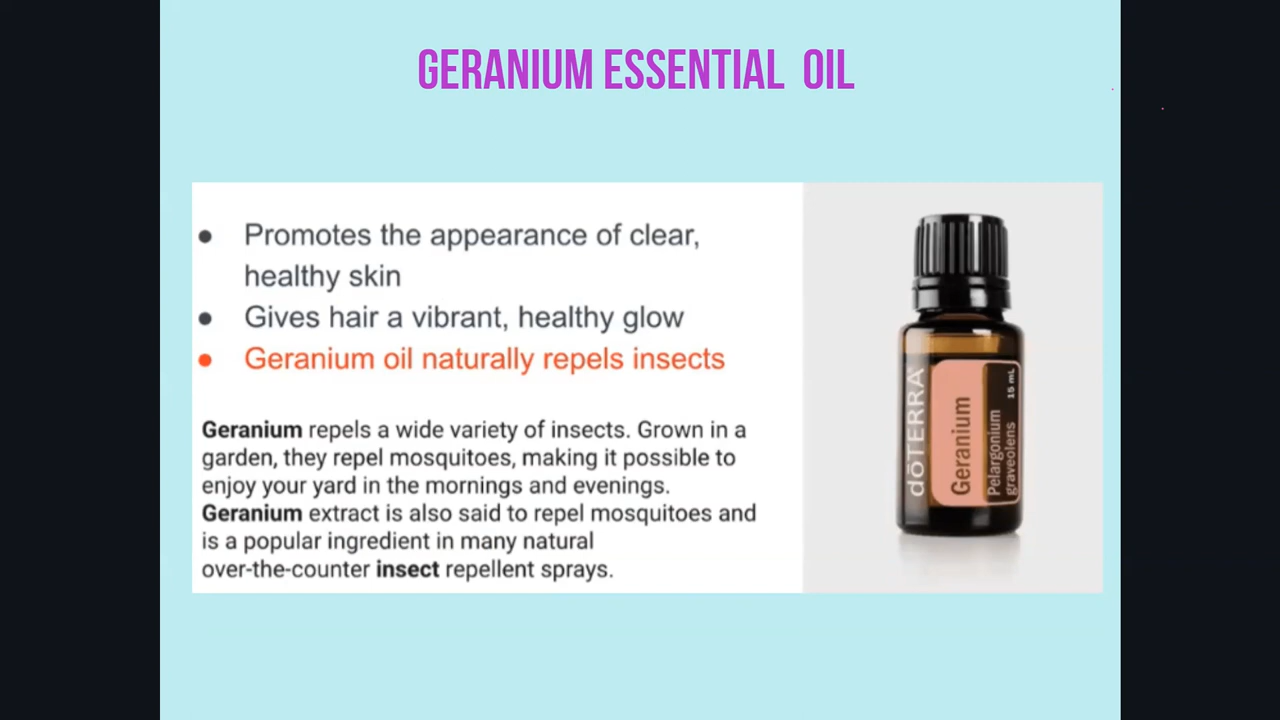 GERANIUM ESSENTIAL OIL
● Promotes the appearance of clear,
healthy skin
● Gives hair a vibrant, healthy glow
● Geranium oil naturally repels insects
Geranium repels a wide variety of insects. Grown in a
garden, they repel mosquitoes, making it possible to
enjoy your yard in the mornings and evenings.
Geranium extract is also said to repel mosquitoes and
is a popular ingredient in many natural
over-the-counter insect repellent sprays.
dōTERRA®
Geranium
Pelargonium
graveolens 15 mL